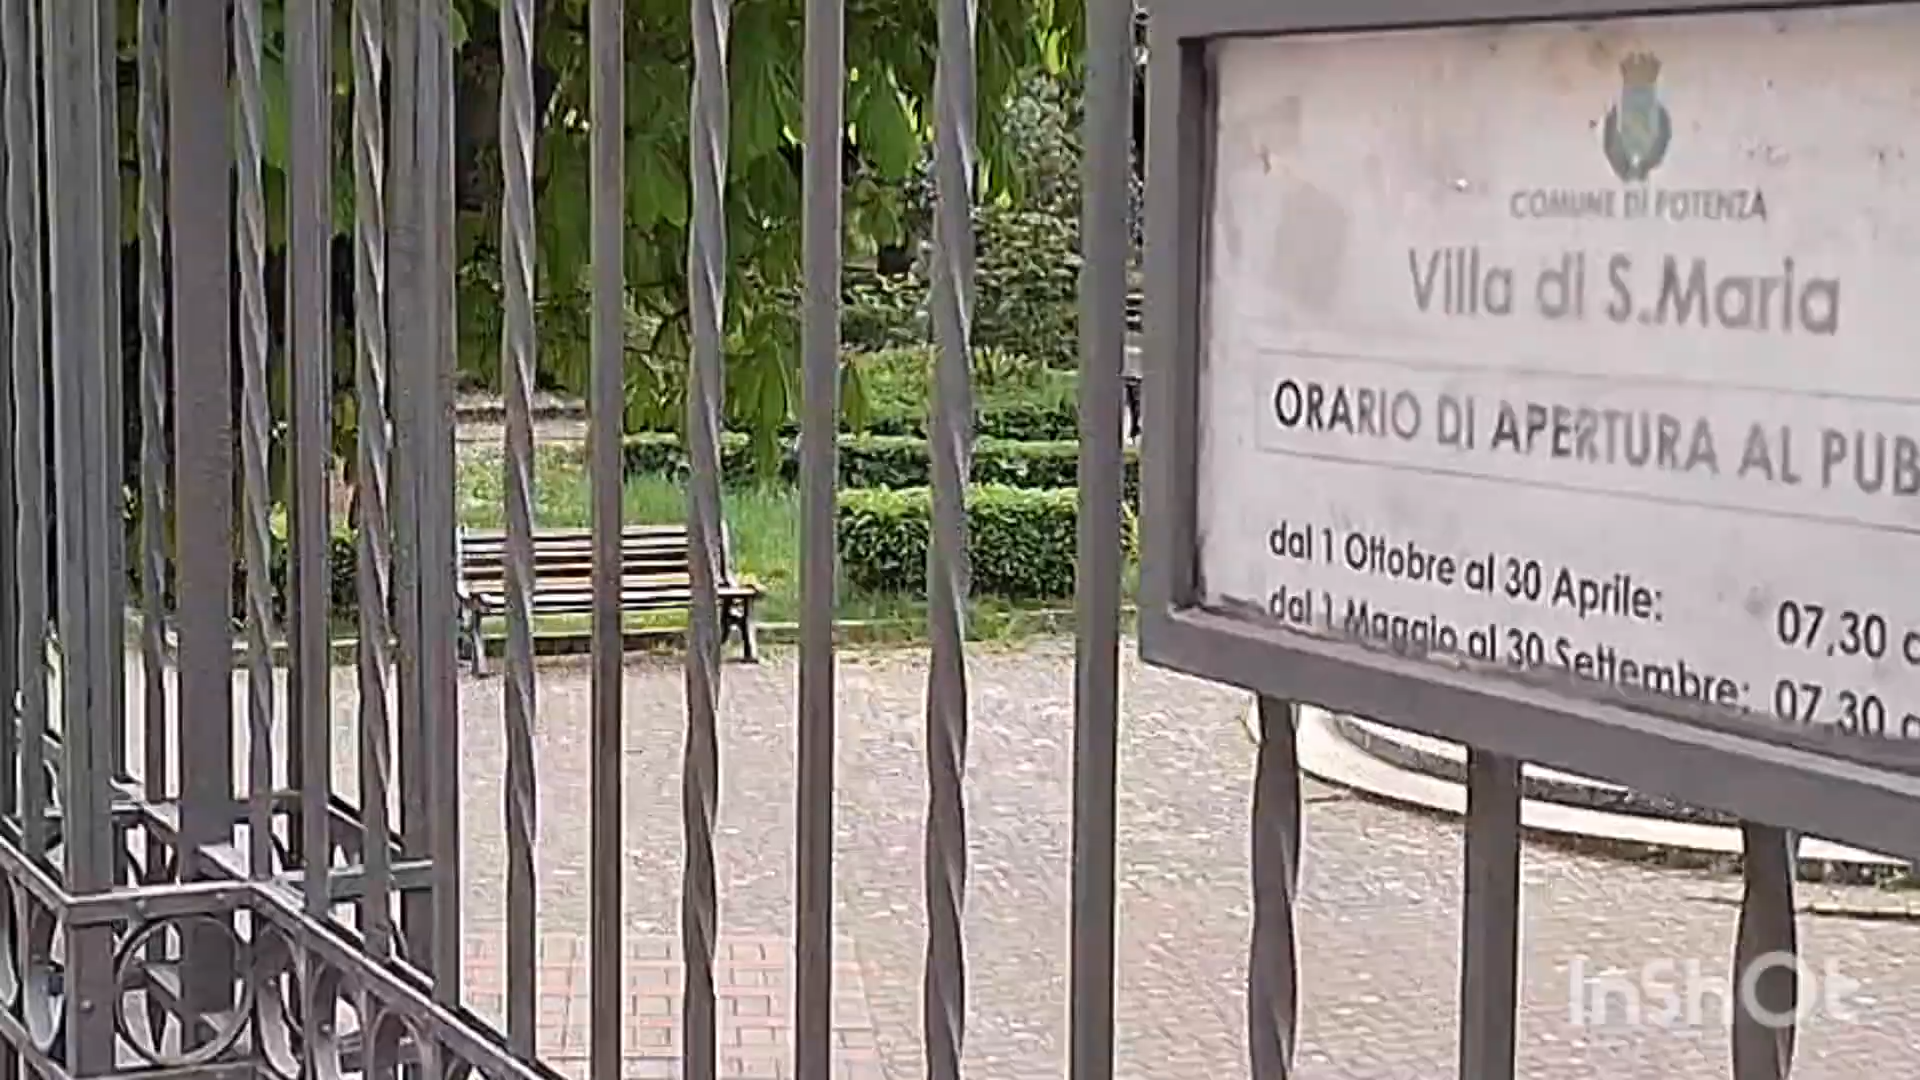 COMUNE DI POTENZA
Villa di S.Maria
ORARIO DI APERTURA AL PUB
dal 1 Ottobre al 30 Aprile: 07,30
dal 1 Maggio al 30 Settembre: 07,30
InShOt